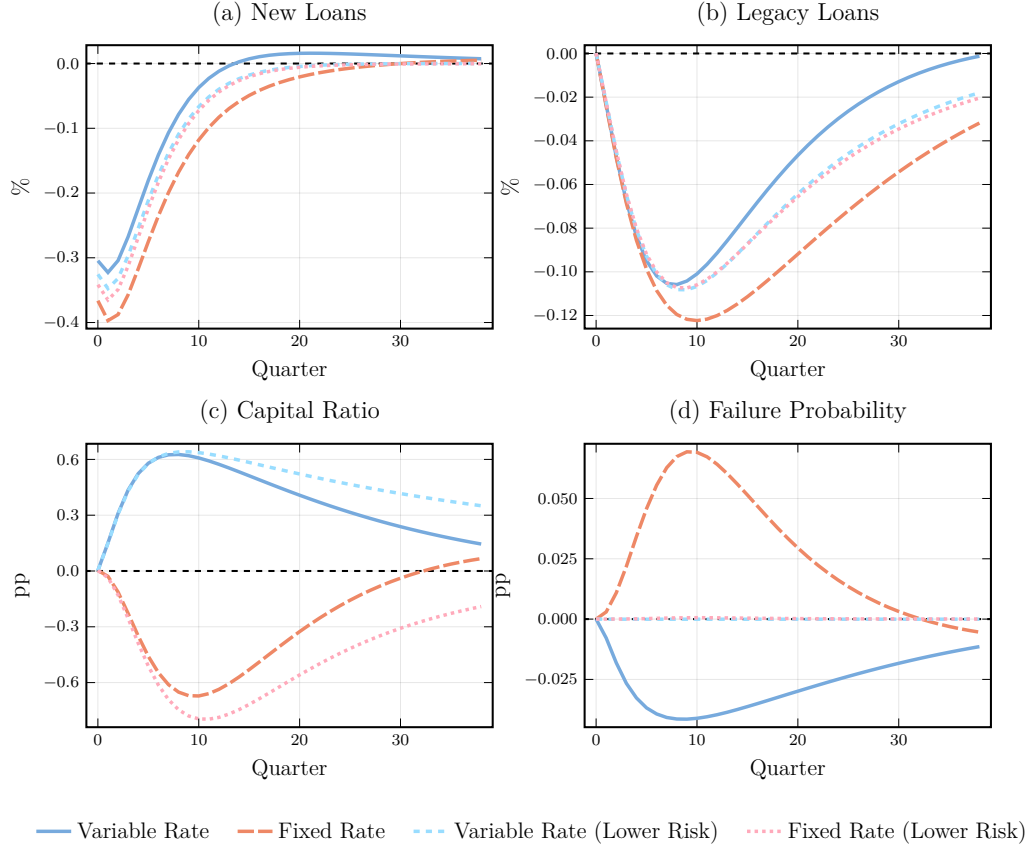 (a) New Loans
(b) Legacy Loans
0.0
−0.1
−0.2
−0.3
−0.4
%
0
10
20
30
Quarter
0.00
−0.02
−0.04
−0.06
−0.08
−0.10
−0.12
%
0
10
20
30
Quarter
(c) Capital Ratio
(d) Failure Probability
0.6
0.3
0.0
−0.3
−0.6
pp
0
10
20
30
Quarter
0.050
0.025
0.000
−0.025
pp
0
10
20
30
Quarter
Variable Rate
Fixed Rate
Variable Rate (Lower Risk)
Fixed Rate (Lower Risk)